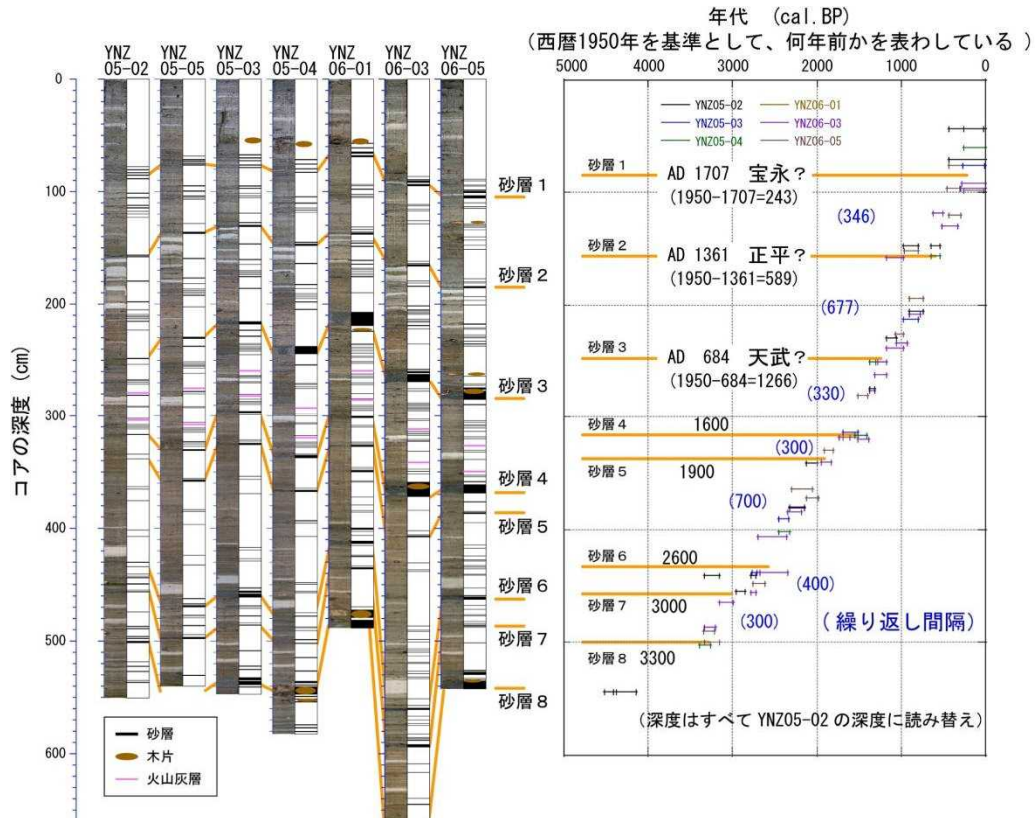 YNZ 05-02
YNZ 05-05
YNZ 05-03
YNZ 05-04
YNZ 06-01
YNZ 06-03
YNZ 06-05
コアの深度 (cm)
0
100
200
300
400
500
600
砂層1
砂層2
砂層3
砂層4
砂層5
砂層6
砂層7
砂層8
砂層
木片
火山灰層
年代 (cal.BP)
(西暦1950年を基準として、何年前かを表わしている )
5000 4000 3000 2000 1000 0
YNZ05-02 YNZ06-01
YNZ05-03 YNZ06-03
YNZ05-04 YNZ06-05
砂層1 AD 1707 宝永?
(1950-1707=243)
(346)
砂層2 AD 1361 正平?
(1950-1361=589)
(677)
砂層3 AD 684 天武?
(1950-684=1266)
(330)
砂層4 1600
(300)
砂層5 1900
(700)
砂層6 2600
(400)
砂層7 3000
(300) (繰り返し間隔)
砂層8 3300
(深度はすべて YNZ05-02 の深度に読み替え)